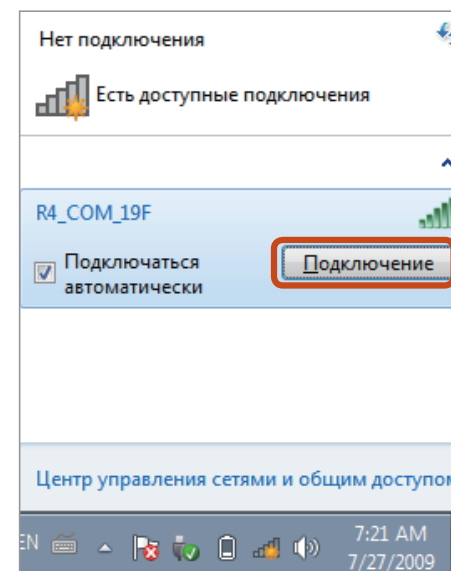 Нет подключения
Есть доступные подключения
R4_COM_19F
Подключаться
автоматически
Подключение
Центр управления сетями и общим доступом
EN
7:21 AM
7/27/2009